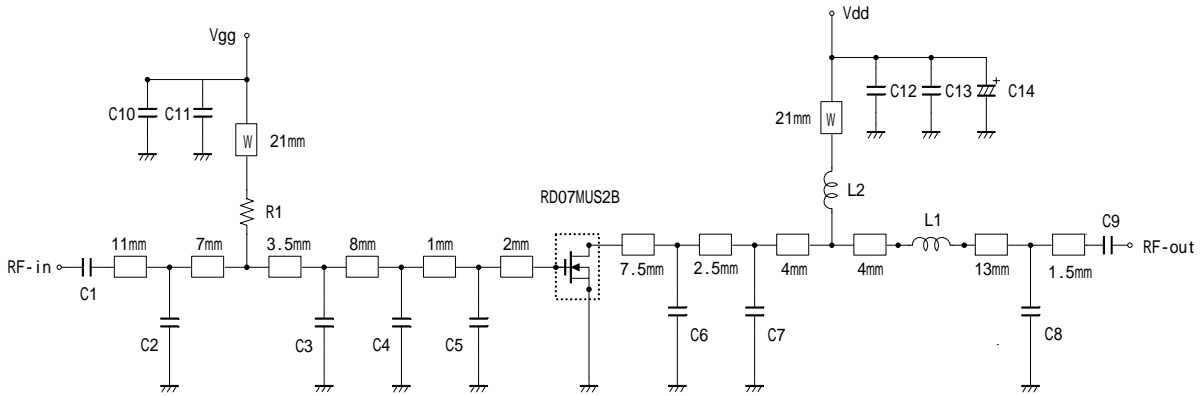 Vdd
Vgg
C10
C11
C12
C13
+
C14
W
21mm
21mm
W
L2
R1
RD07MUS2B
L1
C9
11mm
7mm
3.5mm
8mm
1mm
2mm
RF-in
RF-out
7.5mm
2.5mm
4mm
4mm
13mm
1.5mm
C1
C2
C3
C4
C5
C6
C7
C8